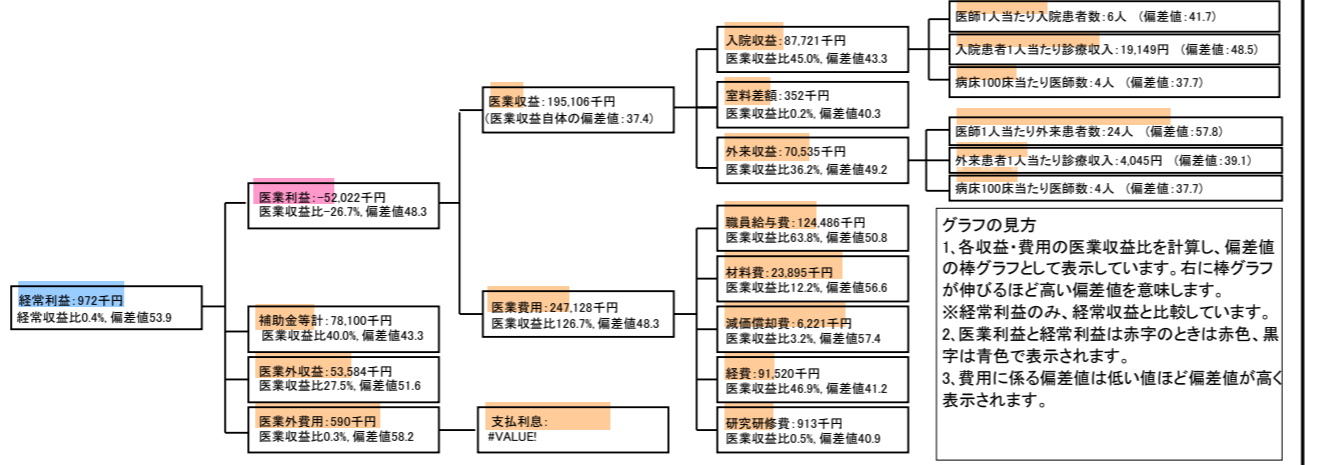 経常利益:972千円
経常収益比0.4%, 偏差値53.9
医業利益:-52,022千円
医業収益比-26.7%, 偏差値48.3
補助金等計:78,100千円
医業収益比40.0%, 偏差値43.3
医業外収益:53,584千円
医業収益比27.5%, 偏差値51.6
医業外費用:590千円
医業収益比0.3%, 偏差値58.2
医業収益:195,106千円
(医業収益自体の偏差値:37.4)
医業費用:247,128千円
医業収益比126.7%, 偏差値48.3
支払利息:
#VALUE!
入院収益:87,721千円
医業収益比45.0%, 偏差値43.3
室料差額:352千円
医業収益比0.2%, 偏差値40.3
外来収益:70,535千円
医業収益比36.2%, 偏差値49.2
職員給与費:124,486千円
医業収益比63.8%, 偏差値50.8
材料費:23,895千円
医業収益比12.2%, 偏差値56.6
減価償却費:6,221千円
医業収益比3.2%, 偏差値57.4
経費:91,520千円
医業収益比46.9%, 偏差値41.2
研究研修費:913千円
医業収益比0.5%, 偏差値40.9
医師1人当たり入院患者数:6人 (偏差値:41.7)
入院患者1人当たり診療収入:19,149円 (偏差値:48.5)
病床100床当たり医師数:4人 (偏差値:37.7)
医師1人当たり外来患者数:24人 (偏差値:57.8)
外来患者1人当たり診療収入:4,045円 (偏差値:39.1)
病床100床当たり医師数:4人 (偏差値:37.7)
グラフの見方
1、各収益・費用の医業収益比を計算し、偏差値
の棒グラフとして表示しています。右に棒グラフ
が伸びるほど高い偏差値を意味します。
※経常利益のみ、経常収益と比較しています。
2、医業利益と経常利益は赤字のときは赤色、黒
字は青色で表示されます。
3、費用に係る偏差値は低い値ほど偏差値が高く
表示されます。